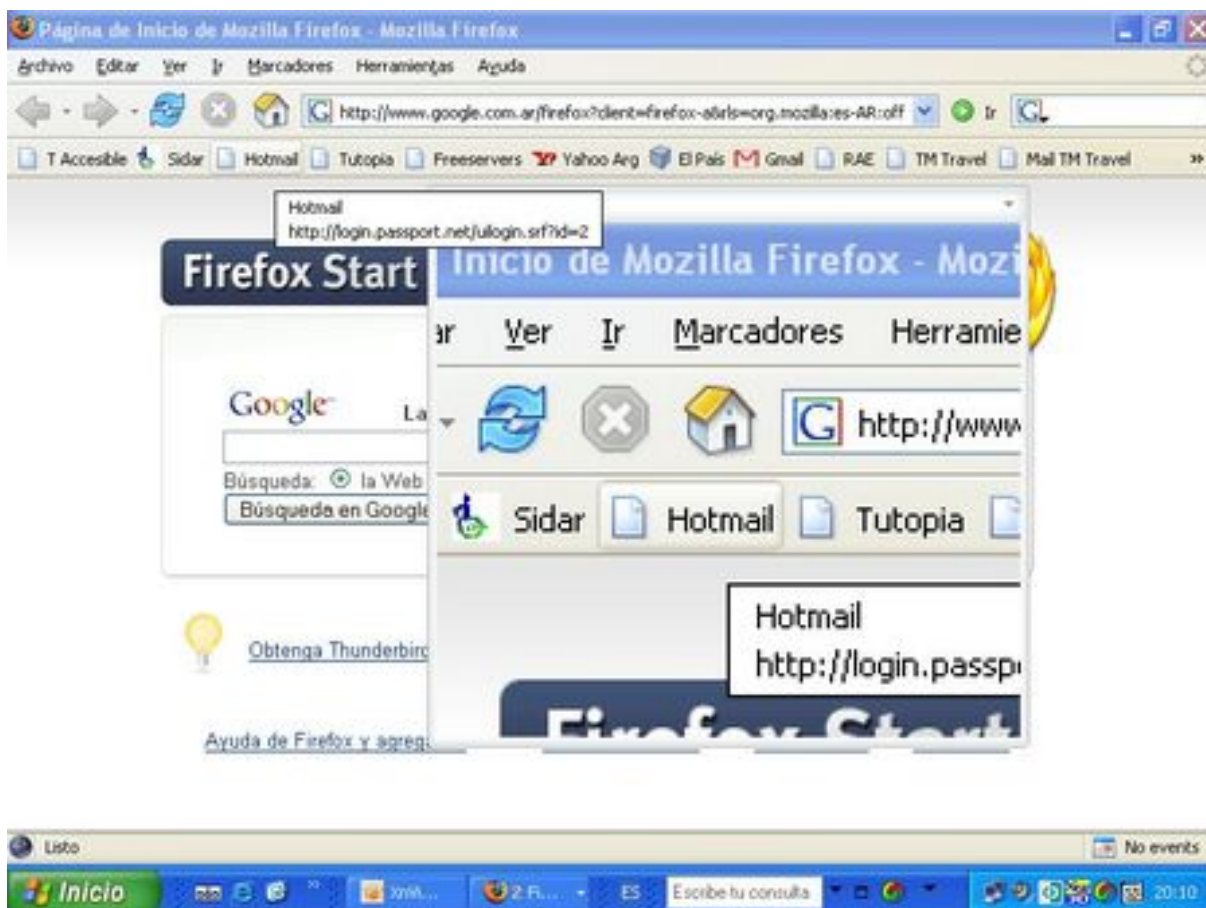 Página de Inicio de Mozilla Firefox - Mozilla Firefox
Archivo Editar Ver Ir Marcadores Herramientas Ayuda
http://www.google.com.ar/firefox?client=firefox-a&rls=org.mozilla:es-AR:off Ir
T Accesible Sidar Hotmail Tutopia Freeservers Yahoo Arg El País Gmail RAE TM Travel Mail TM Travel
Hotmail
http://login.passport.net/uilogin.srf?id=2
Firefox Start
Inicio de Mozilla Firefox - Mozi
ar Ver Ir Marcadores Herramie
http://www
Sidar Hotmail Tutopia
Hotmail
http://login.passp
Firefox Start
Google La
Búsqueda: la Web
Búsqueda en Google
Obtenga Thunderbird
Ayuda de Firefox y agreg
Listo No events
Inicio 2 Fi... ES Escribe tu consulta 20:10